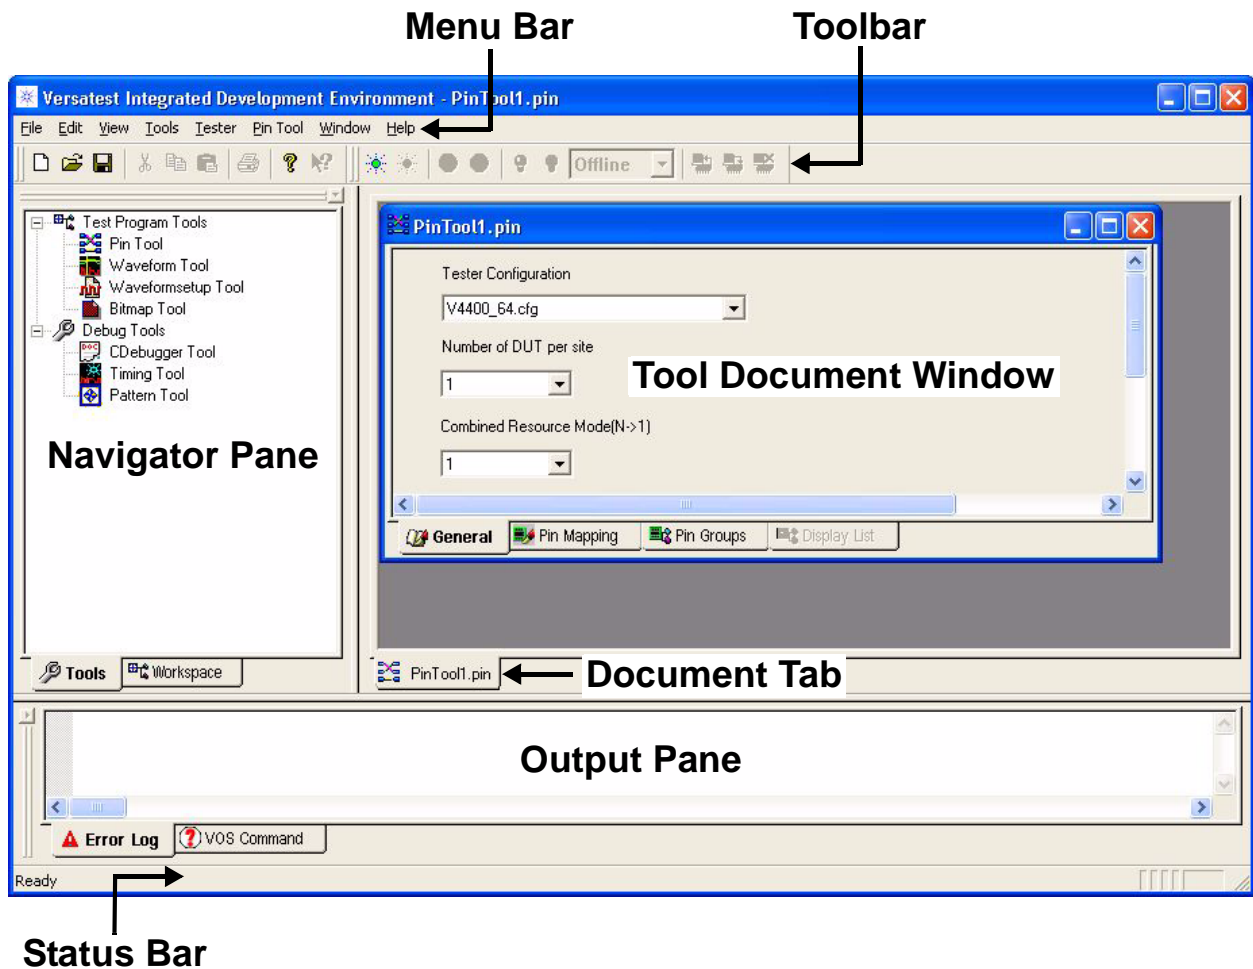 Menu Bar
Toolbar
Versatest Integrated Development Environment - PinTool1.pin
File Edit View Tools Tester Pin Tool Window Help
Offline
Test Program Tools
Pin Tool
Waveform Tool
Waveformsetup Tool
Bitmap Tool
Debug Tools
CDebugger Tool
Timing Tool
Pattern Tool
Navigator Pane
Tools
Workspace
PinTool1.pin
Tester Configuration
V4400_64.cfg
Number of DUT per site
1
Tool Document Window
Combined Resource Mode(N->1)
1
General
Pin Mapping
Pin Groups
Display List
PinTool1.pin
Document Tab
Output Pane
Error Log
VOS Command
Ready
Status Bar